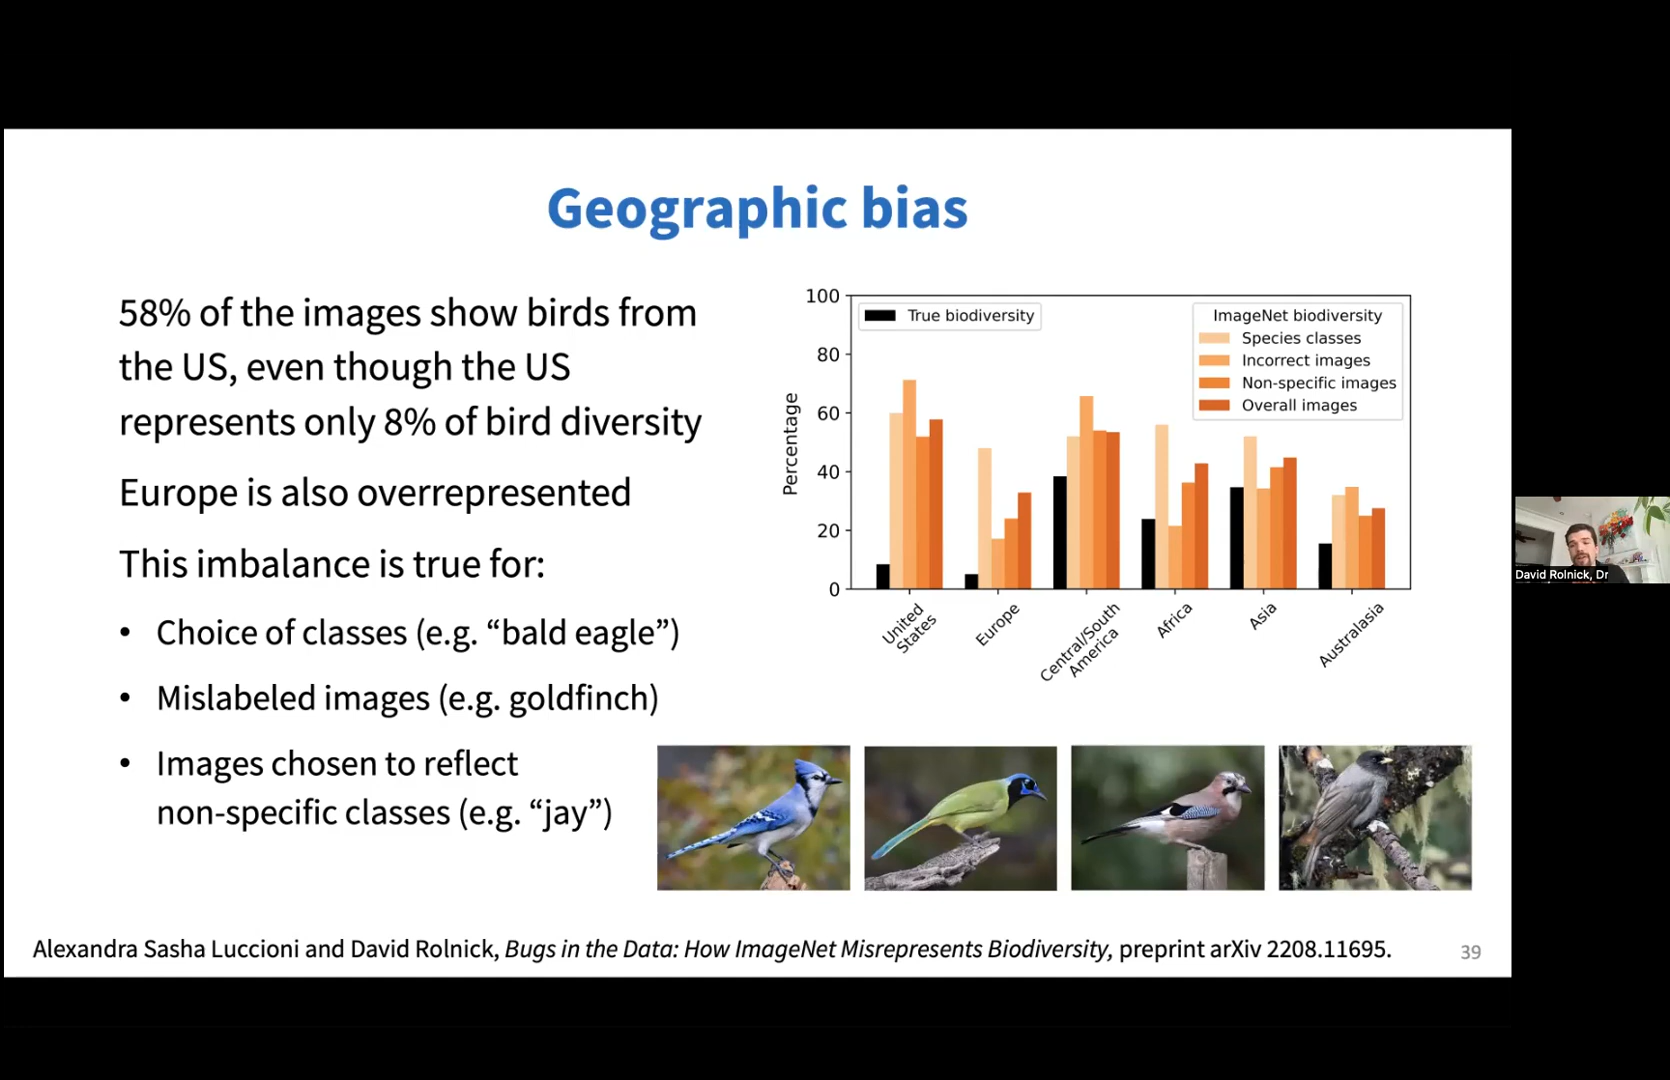 Geographic bias
58% of the images show birds from
the US, even though the US
represents only 8% of bird diversity
Europe is also overrepresented
This imbalance is true for:
• Choice of classes (e.g. “bald eagle”)
• Mislabeled images (e.g. goldfinch)
• Images chosen to reflect
non-specific classes (e.g. “jay”)
100
80
60
40
20
0
Percentage
True biodiversity
ImageNet biodiversity
Species classes
Incorrect images
Non-specific images
Overall images
United
States
Europe
Central/South
America
Africa
Asia
Australasia
David Rolnick, Dr
Alexandra Sasha Luccioni and David Rolnick, Bugs in the Data: How ImageNet Misrepresents Biodiversity, preprint arXiv 2208.11695.
39